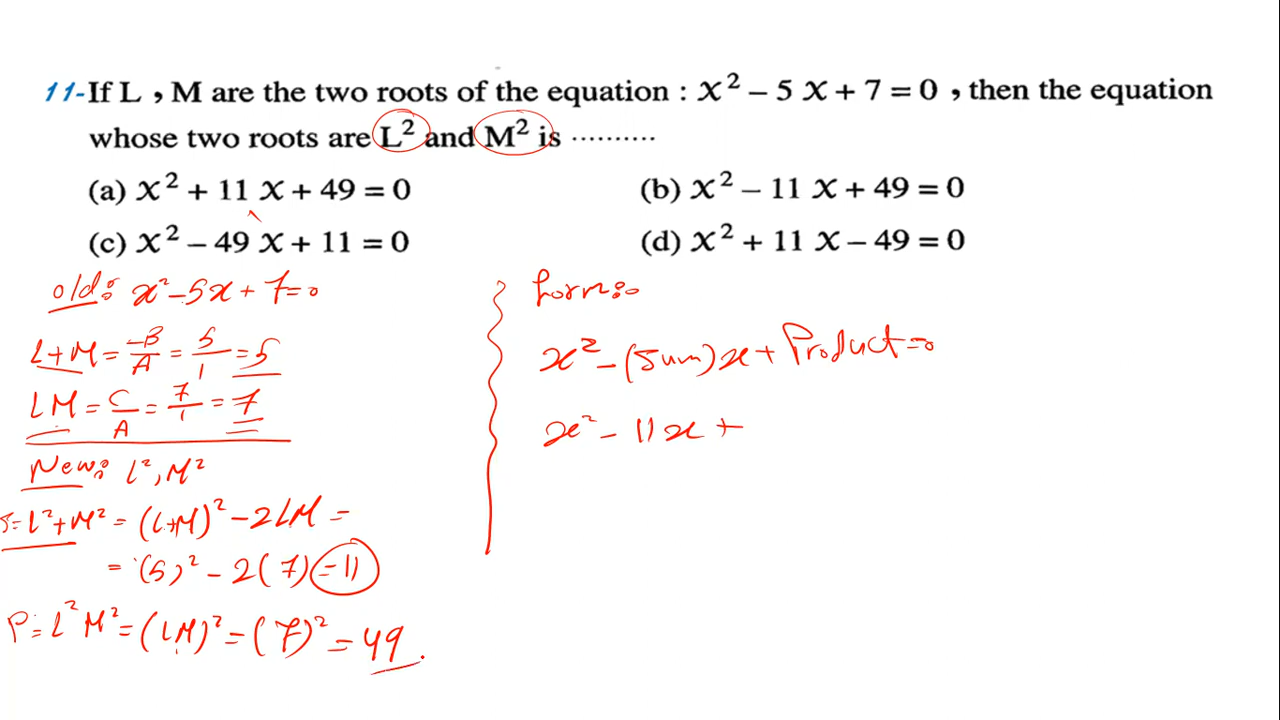 11- If L , M are the two roots of the equation : x² – 5 x + 7 = 0 , then the equation
whose two roots are L² and M² is ..........
(a) x² + 11 x + 49 = 0
(b) x² – 11 x + 49 = 0
(c) x² – 49 x + 11 = 0
(d) x² + 11 x – 49 = 0
old: x² – 5x + 7 = 0
L+M = –B/A = 5/1 = 5
LM = C/A = 7/1 = 7
New: L², M²
S = L² + M² = (L+M)² – 2LM =
= (5)² – 2(7) = 11
P = L² M² = (LM)² = (7)² = 49.
form:
x² – (sum)x + Product = 0
x² – 11x +